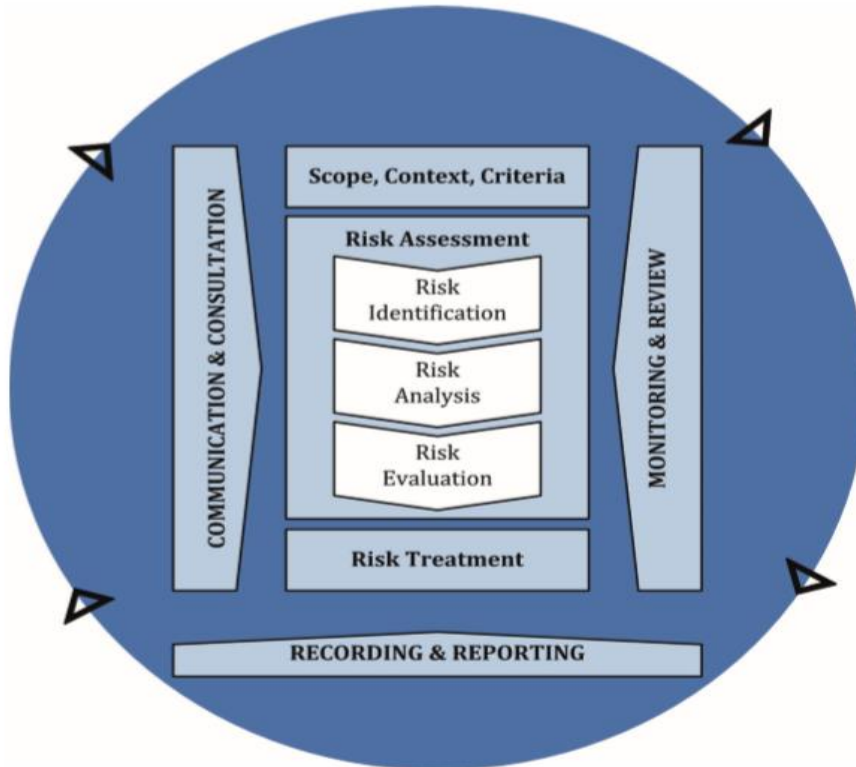 Scope, Context, Criteria
Risk Assessment
Risk
Identification
Risk
Analysis
Risk
Evaluation
Risk Treatment
COMMUNICATION & CONSULTATION
MONITORING & REVIEW
RECORDING & REPORTING